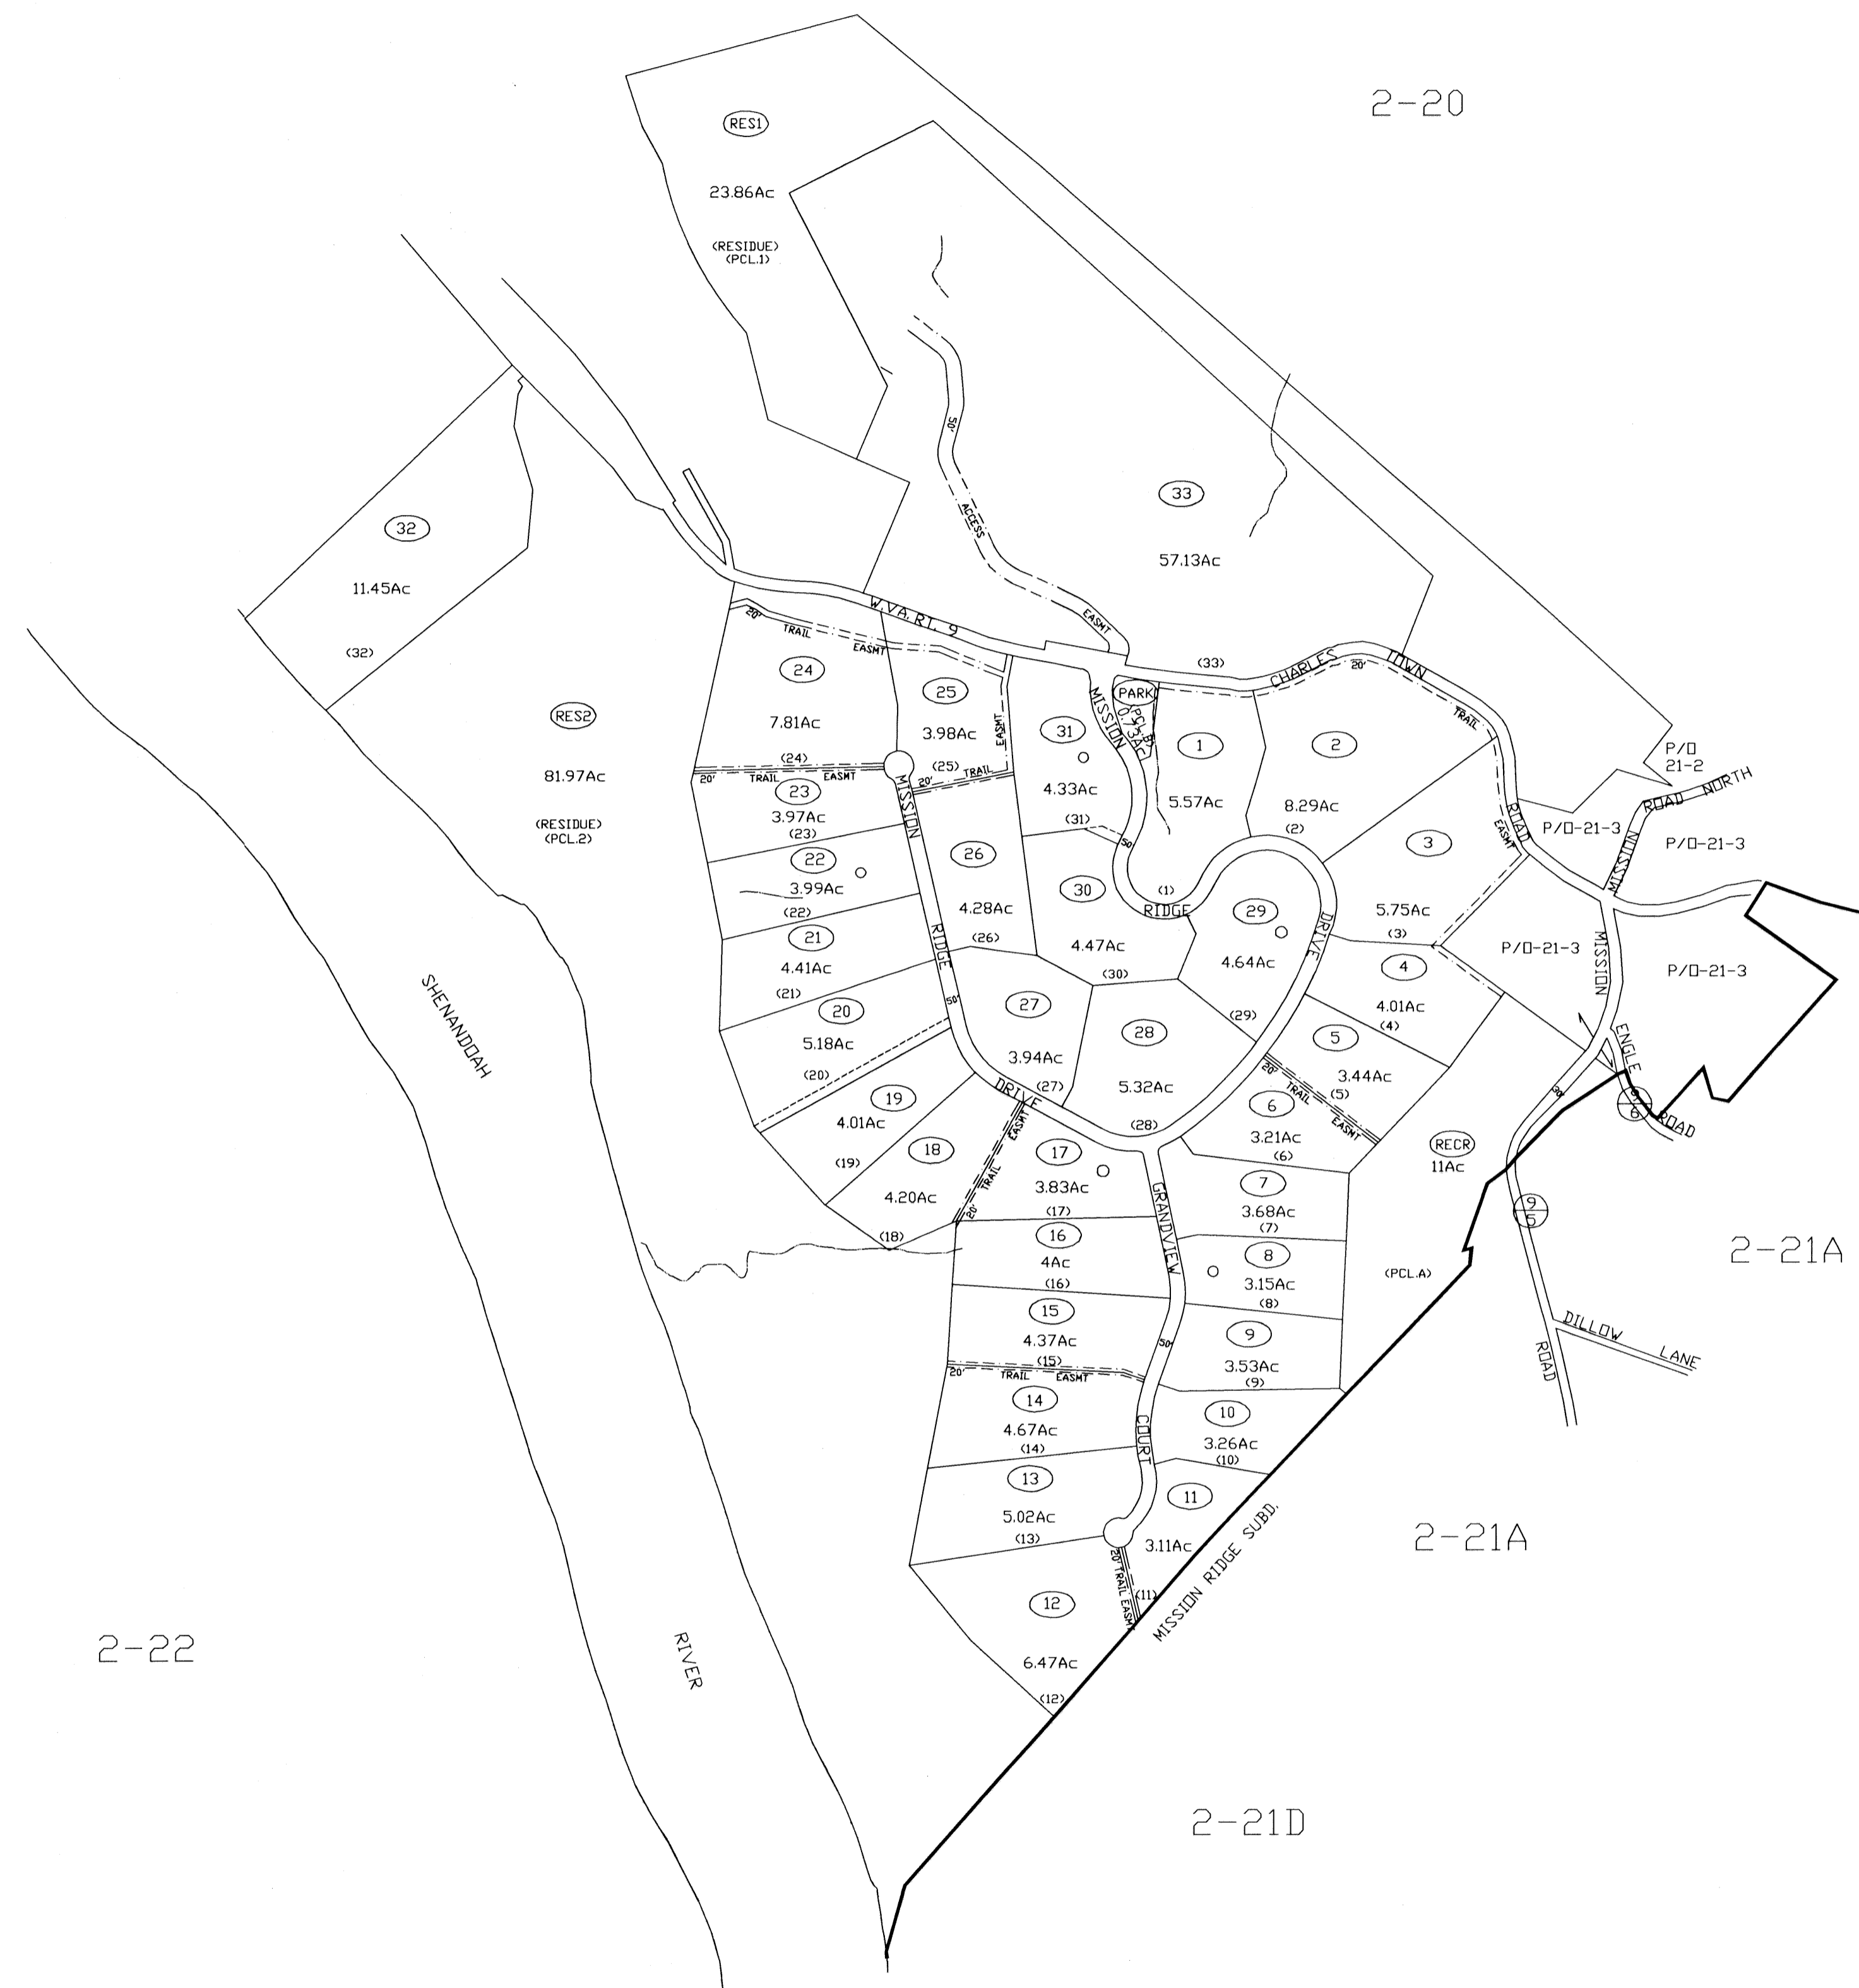 2-20
RES1
23.86Ac
(RESIDUE)
(PCL.1)
50'
ACCESS
EASMT
33
57.13Ac
(33)
32
11.45Ac
(32)
RES2
81.97Ac
(RESIDUE)
(PCL.2)
W.VA. RT. 9
CHARLES TOWN ROAD
20'
TRAIL
EASMT
20'
TRAIL
EASMT
24
7.81Ac
(24)
20' TRAIL EASMT
25
3.98Ac
(25)
EASMT
20' TRAIL
31
4.33Ac
(31)
PARK
(PCL.B)
0.73Ac
1
5.57Ac
(1)
2
8.29Ac
(2)
3
5.75Ac
(3)
P/O
21-2
P/O-21-3
P/O-21-3
P/O-21-3
P/O-21-3
MISSION ROAD NORTH
23
3.97Ac
(23)
22
3.99Ac
(22)
21
4.41Ac
(21)
20
5.18Ac
(20)
19
4.01Ac
(19)
18
4.20Ac
(18)
MISSION RIDGE DRIVE
50'
26
4.28Ac
(26)
27
3.94Ac
(27)
28
5.32Ac
(28)
29
4.64Ac
(29)
30
4.47Ac
(30)
MISSION
50'
RIDGE
DRIVE
4
4.01Ac
(4)
5
3.44Ac
(5)
20' TRAIL EASMT
6
3.21Ac
(6)
7
3.68Ac
(7)
8
3.15Ac
(8)
9
3.53Ac
(9)
10
3.26Ac
(10)
11
3.11Ac
(11)
12
6.47Ac
(12)
13
5.02Ac
(13)
14
4.67Ac
(14)
20' TRAIL EASMT
15
4.37Ac
(15)
16
4Ac
(16)
17
3.83Ac
(17)
20' TRAIL EASMT
GRANDVIEW
50'
COURT
20' TRAIL EASMT
RECR
11Ac
(PCL.A)
MISSION
30'
ROAD
ENGLE
ROAD
9
6
9
5
DILLOW LANE
2-21A
2-21A
MISSION RIDGE SUBD.
2-21D
2-22
SHENANDOAH
RIVER